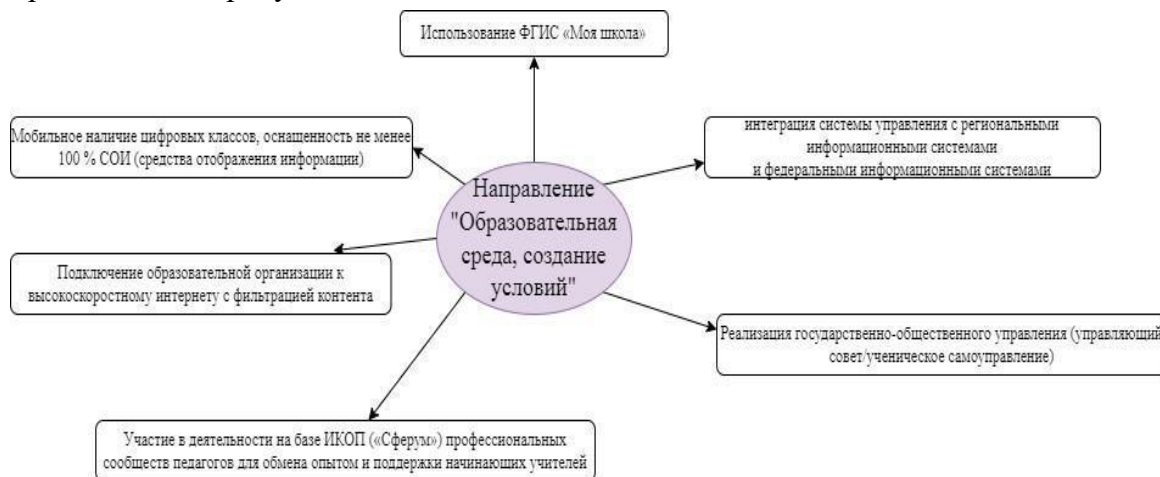 Использование ФГИС «Моя школа»
Мобильное наличие цифровых классов, оснащенность не менее
100 % СОИ (средства отображения информации)
интеграция системы управления с региональными
информационными системами
и федеральными информационными системами
Направление
"Образовательная
среда, создание
условий"
Подключение образовательной организации к
высокоскоростному интернету с фильтрацией контента
Реализация государственно-общественного управления (управляющий
совет/ученическое самоуправление)
Участие в деятельности на базе ИКОП («Сферум») профессиональных
сообществ педагогов для обмена опытом и поддержки начинающих учителей